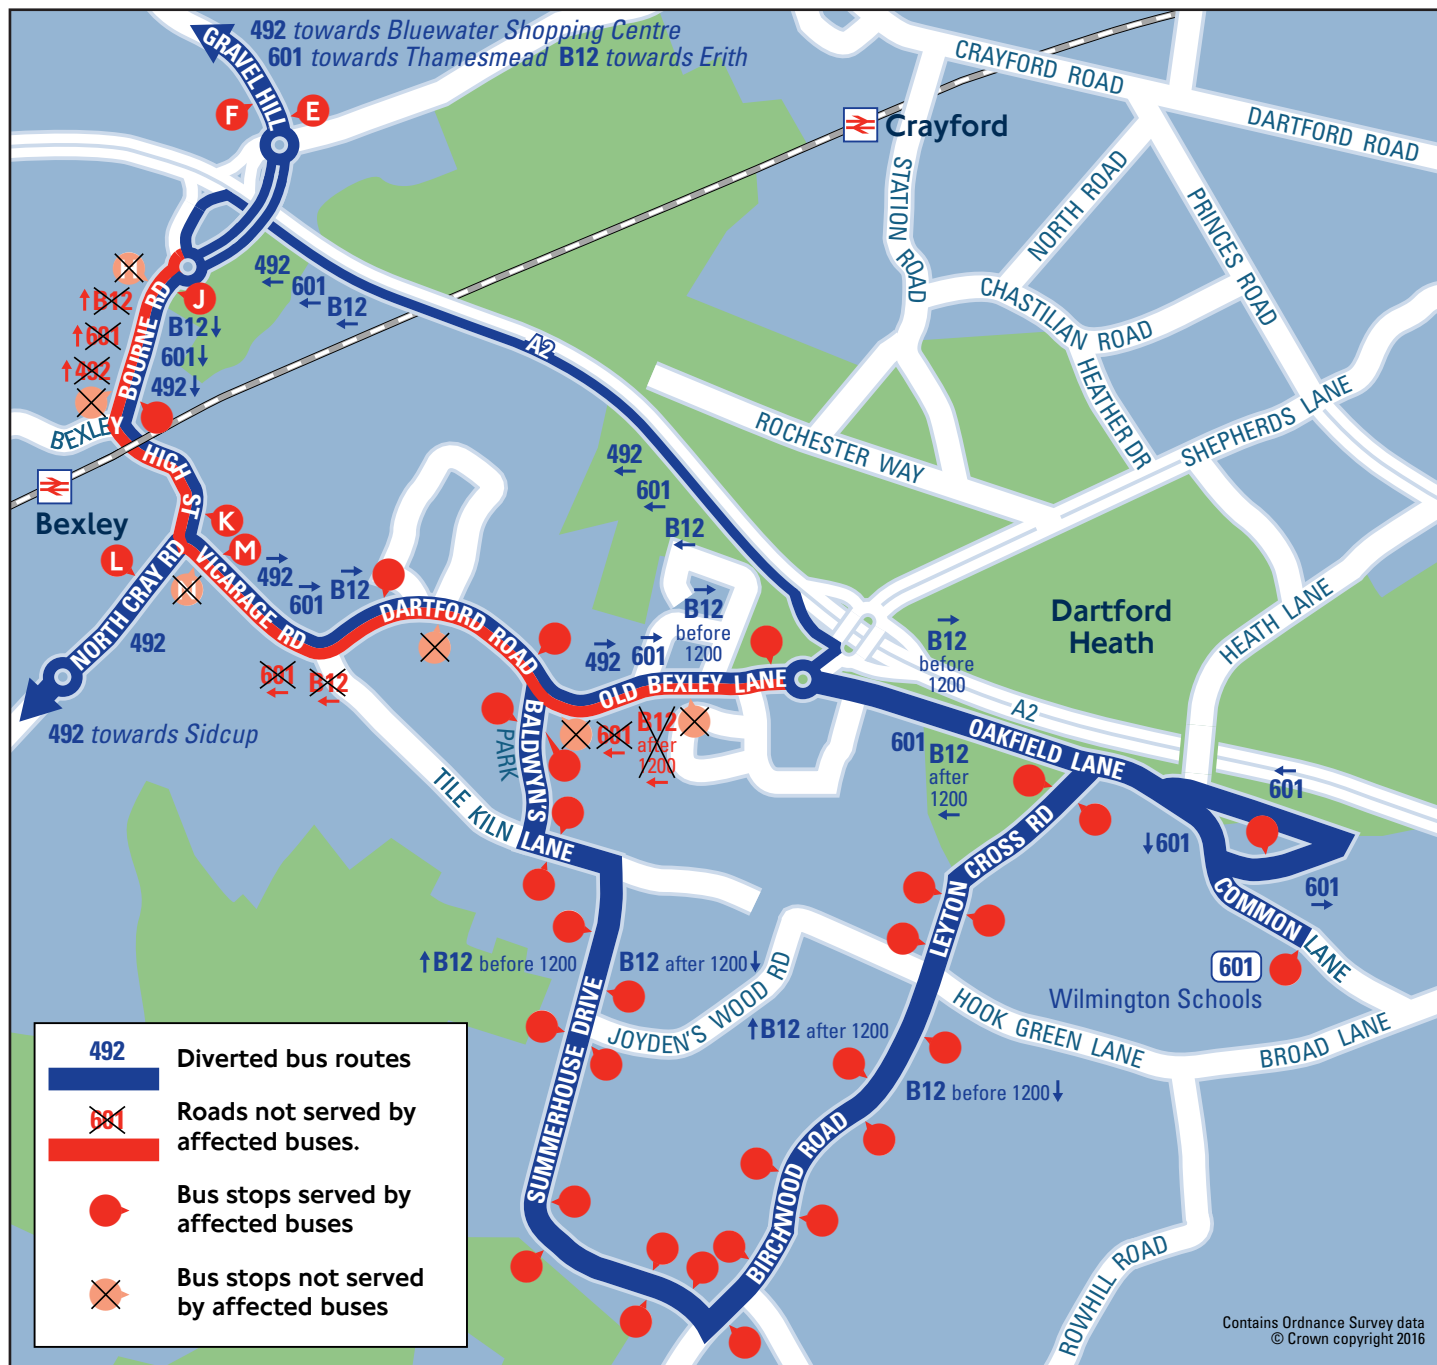 492 towards Bluewater Shopping Centre
601 towards Thamesmead B12 towards Erith
GRAVEL HILL
F
E
CRAYFORD ROAD
DARTFORD ROAD
Crayford
STATION ROAD
NORTH ROAD
PRINCES ROAD
CHASTILIAN ROAD
HEATHER DR
SHEPHERDS LANE
ROCHESTER WAY
HEATH LANE
A2
492
601
B12
J
B12
601
492
B12
601
492
BOURNE RD
BEXLEY
HIGH ST
Bexley
K
M
L
NORTH CRAY RD
492
492 towards Sidcup
VICARAGE RD
492
601
B12
601
B12
DARTFORD ROAD
492
601
B12
492
601
B12
before
1200
OLD BEXLEY LANE
601
B12
after
1200
BALDWYN'S
PARK
TILE KILN LANE
Dartford
Heath
B12
before
1200
A2
OAKFIELD LANE
601
B12
after
1200
601
601
601
COMMON LANE
601
Wilmington Schools
LEYTON CROSS RD
B12 before 1200
B12 after 1200
SUMMERHOUSE DRIVE
JOYDEN'S WOOD RD
HOOK GREEN LANE
BROAD LANE
B12 after 1200
B12 before 1200
BIRCHWOOD ROAD
ROWHILL ROAD
492
Diverted bus routes
601
Roads not served by
affected buses.
Bus stops served by
affected buses
Bus stops not served
by affected buses
Contains Ordnance Survey data
© Crown copyright 2016